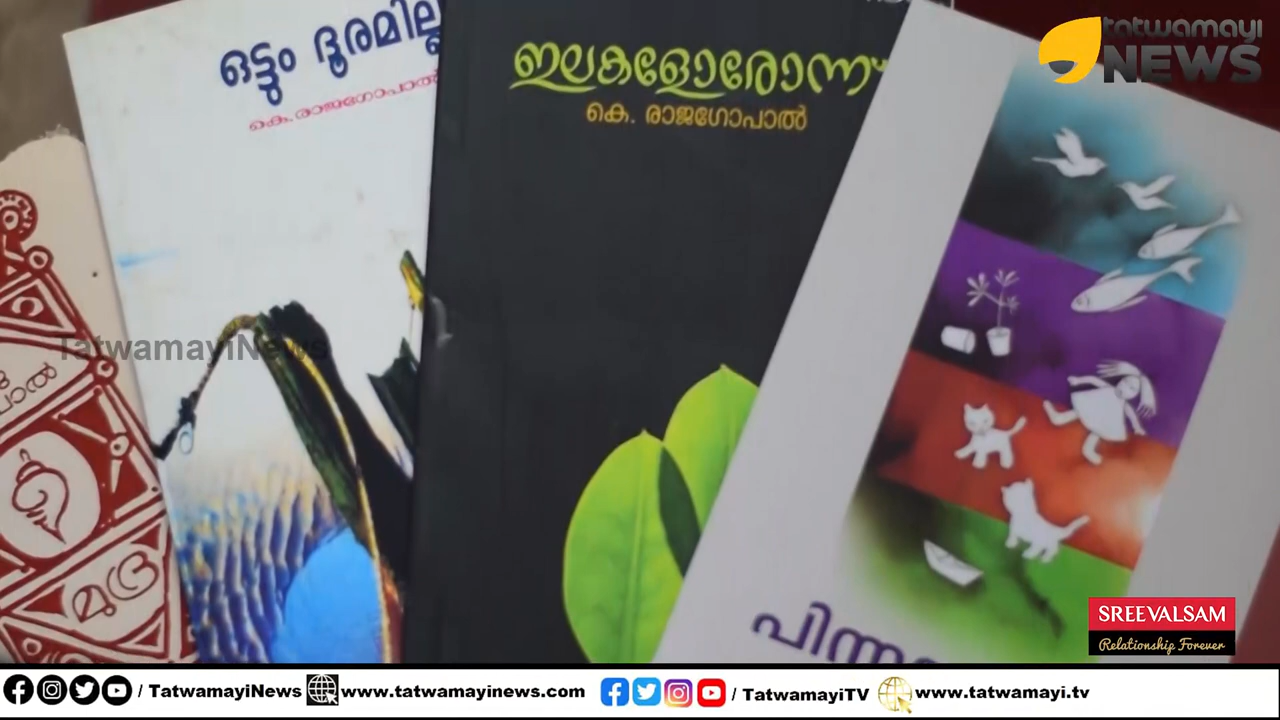 tatwamayi
NEWS
ഒട്ടും ദൂരമില്ല
കെ. രാജഗോപാൽ
ഇലകളോരോന്ന്
കെ. രാജഗോപാൽ
TatwamayiNews
പാൽ
മുദ്ര
SREEVALSAM
Relationship Forever
/ TatwamayiNews www.tatwamayinews.com / TatwamayiTV www.tatwamayi.tv